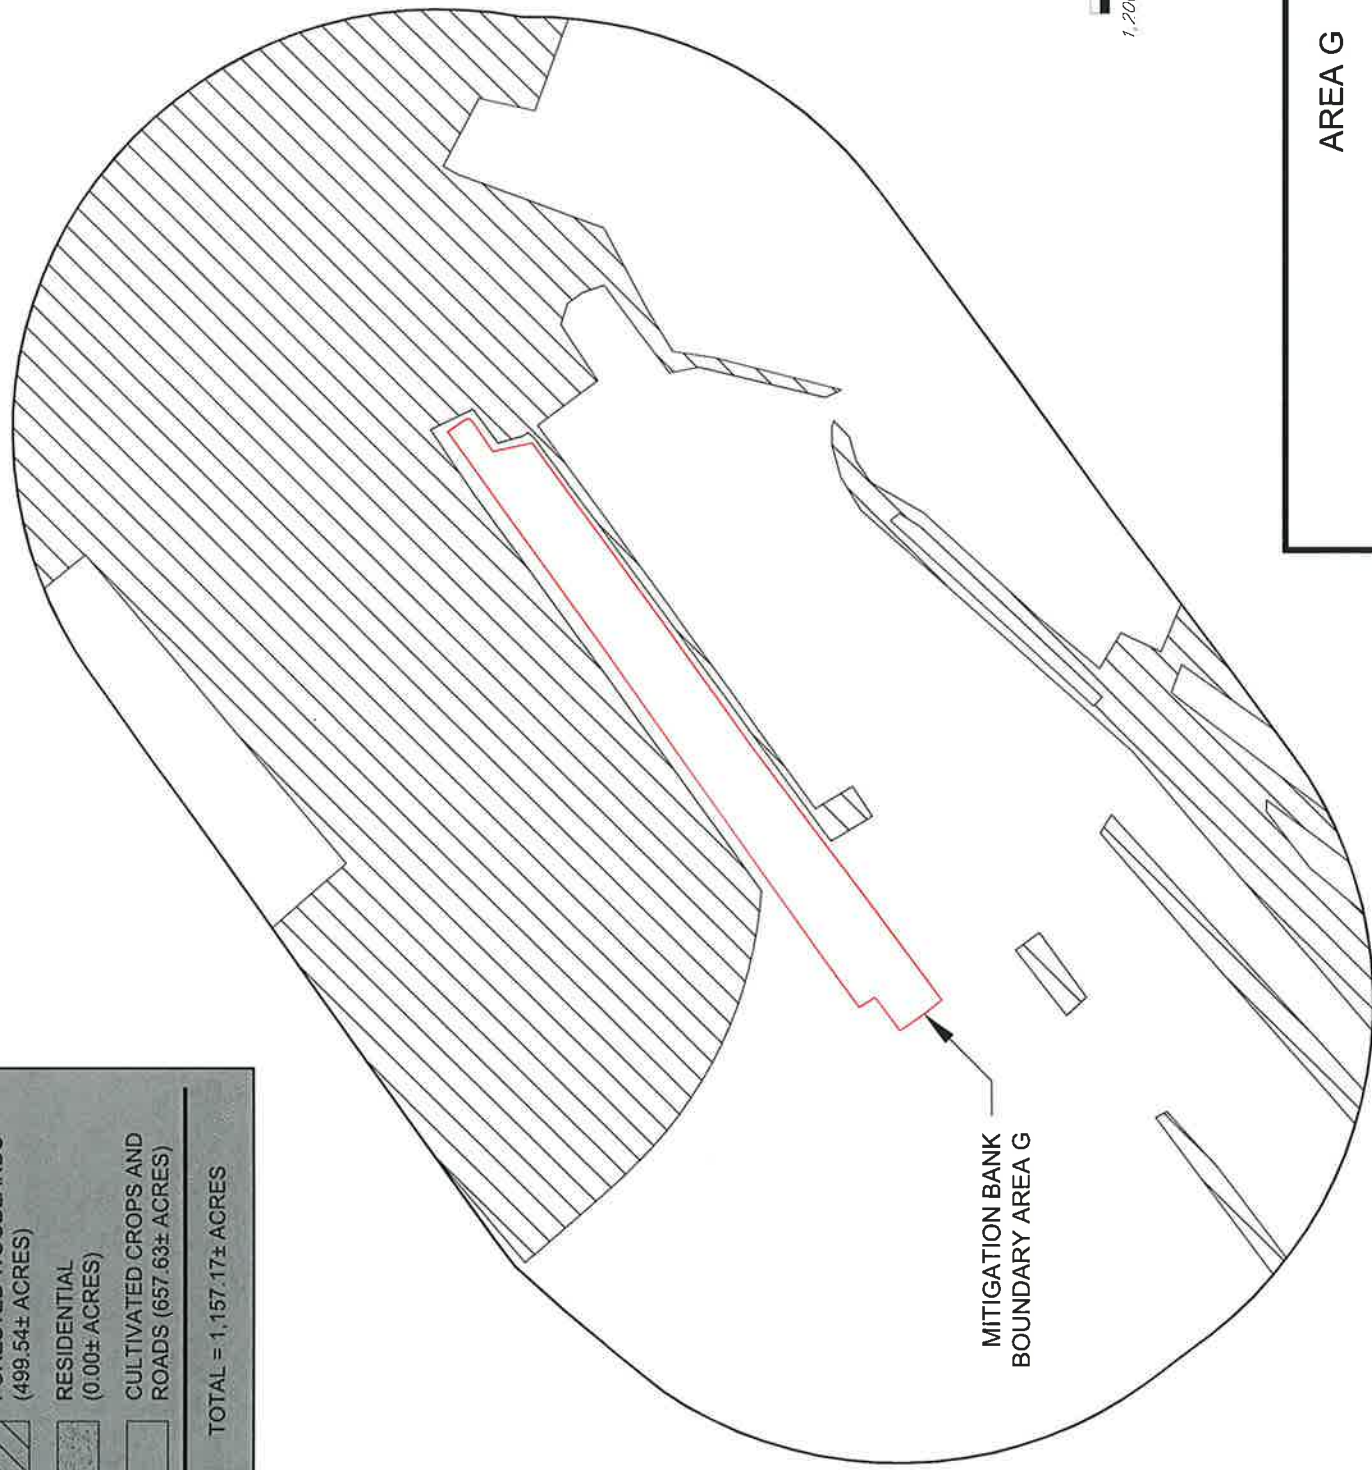 (499.54± ACRES)
RESIDENTIAL
(0.00± ACRES)
CULTIVATED CROPS AND
ROADS (657.63± ACRES)
TOTAL = 1,157.17± ACRES
MITIGATION BANK
BOUNDARY AREA G
AREA G